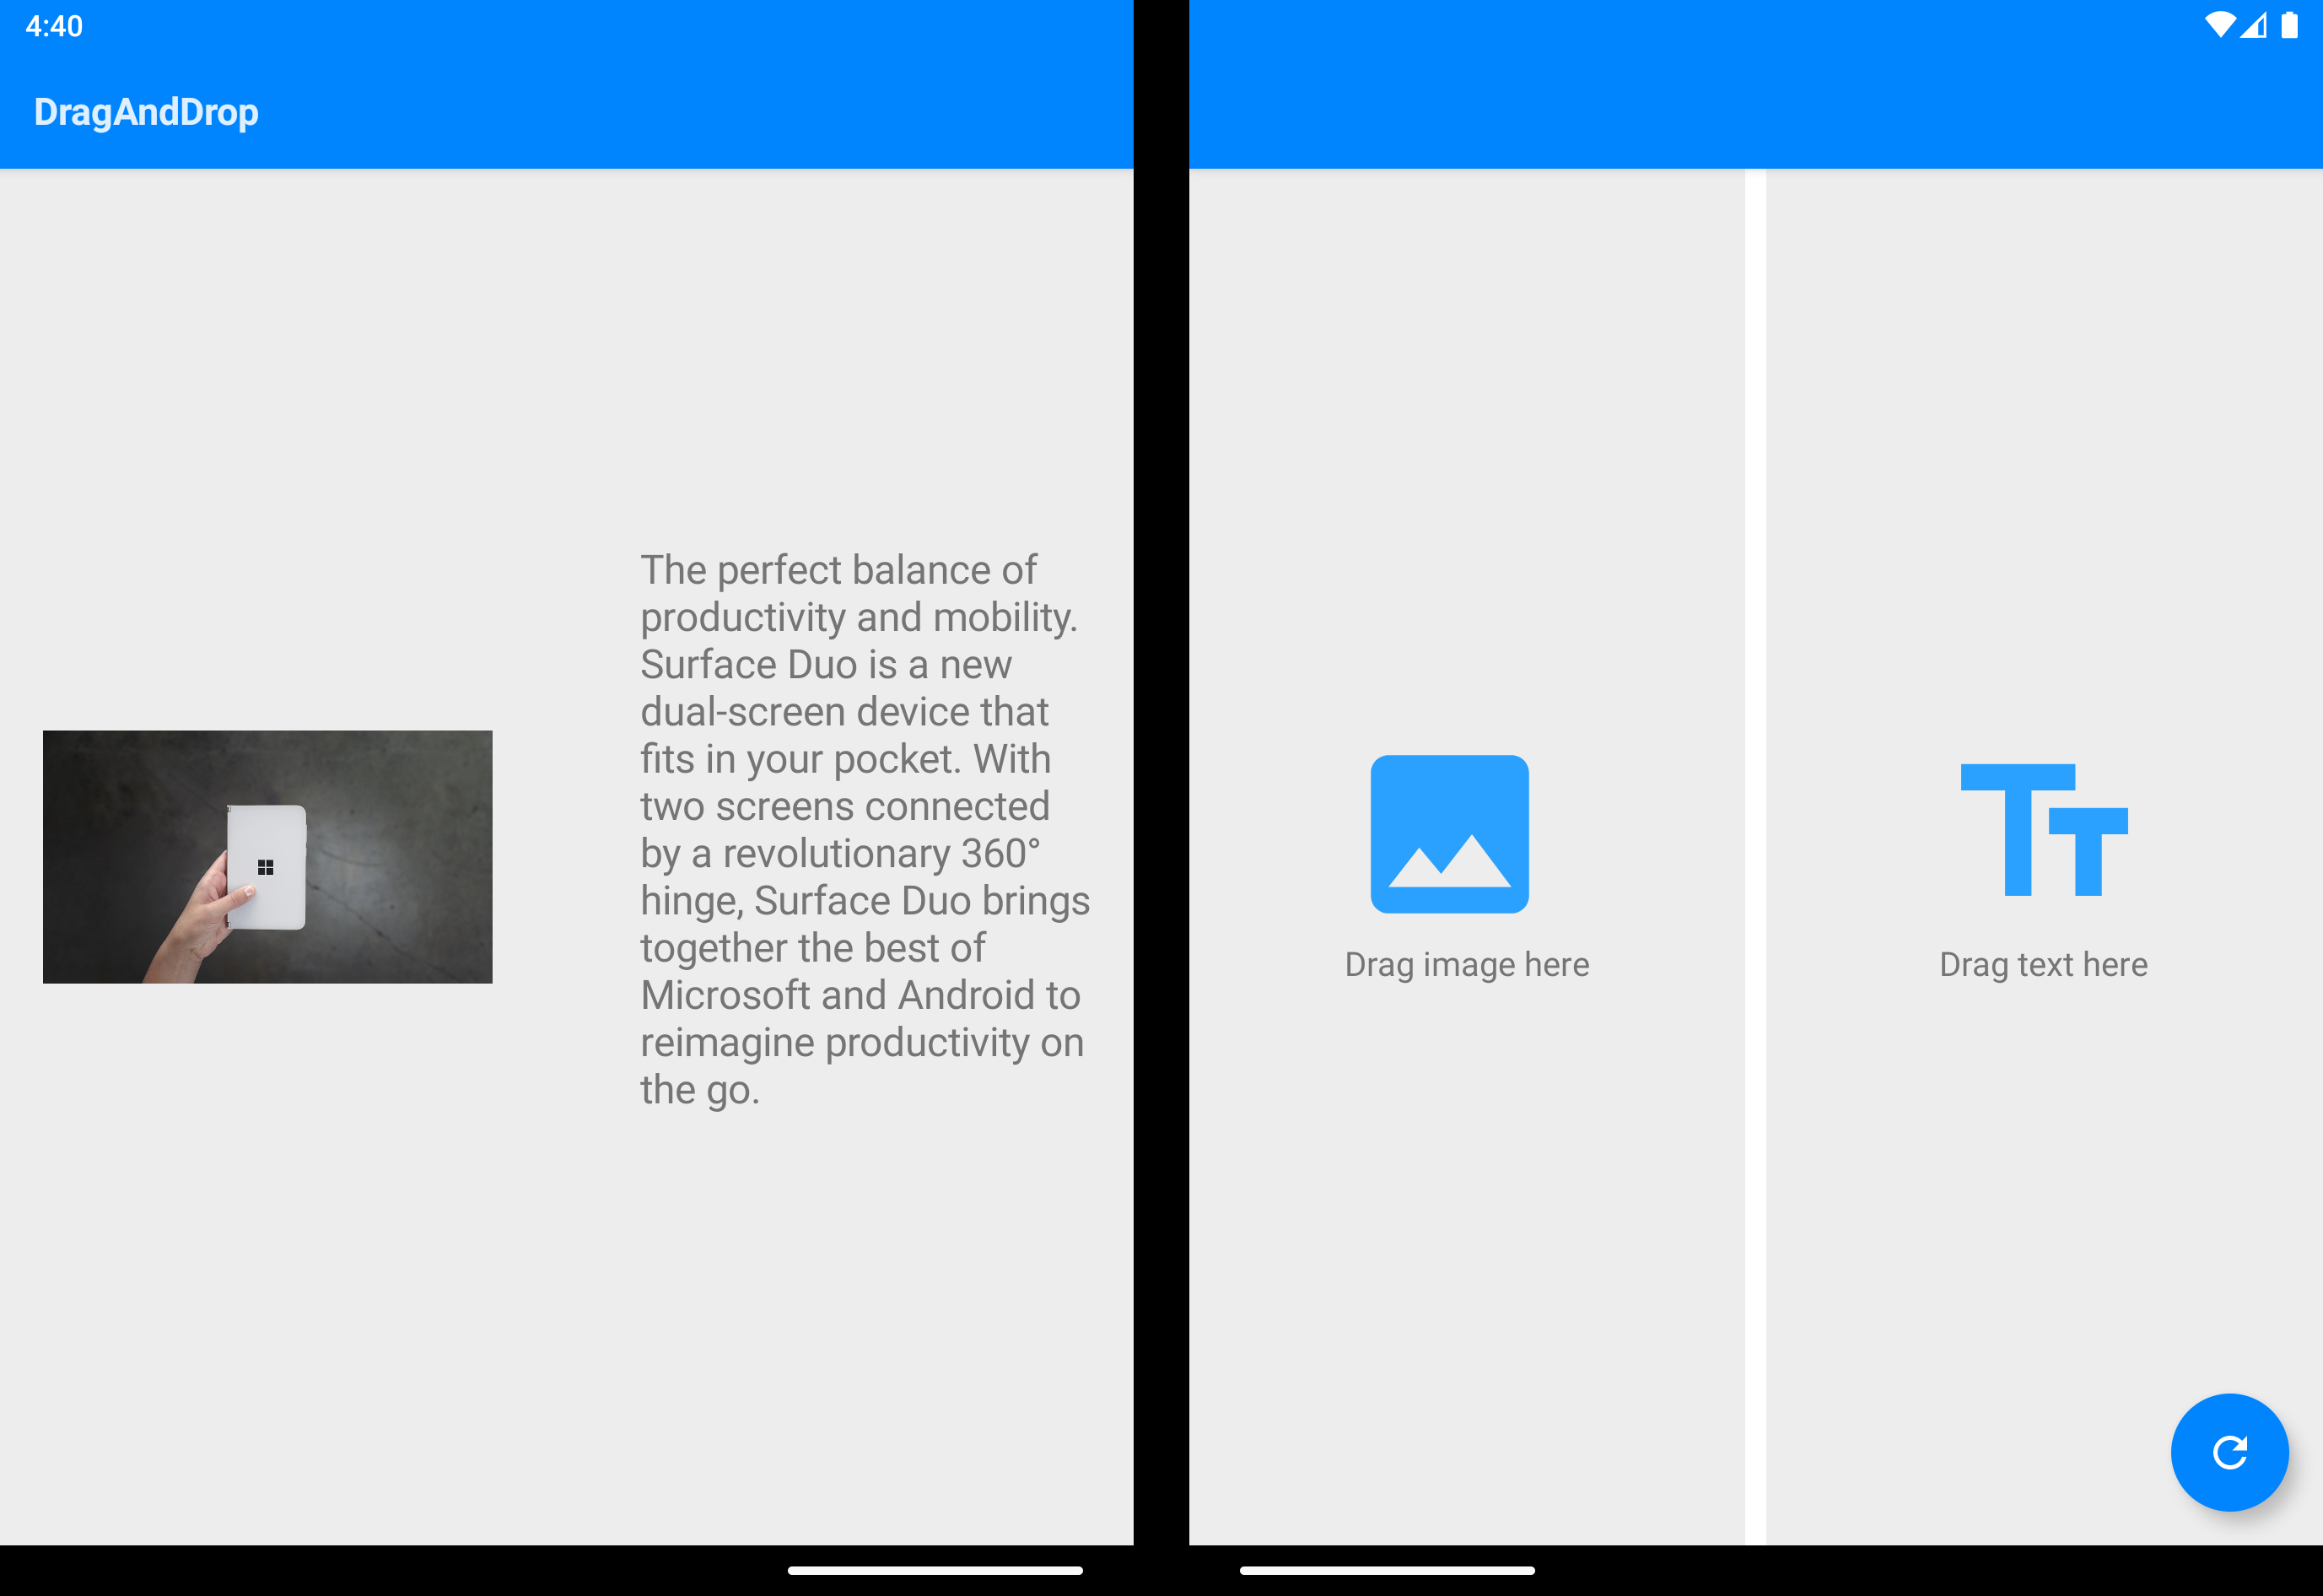 4:40
DragAndDrop
The perfect balance of
productivity and mobility.
Surface Duo is a new
dual-screen device that
fits in your pocket. With
two screens connected
by a revolutionary 360°
hinge, Surface Duo brings
together the best of
Microsoft and Android to
reimagine productivity on
the go.
Drag image here
Drag text here